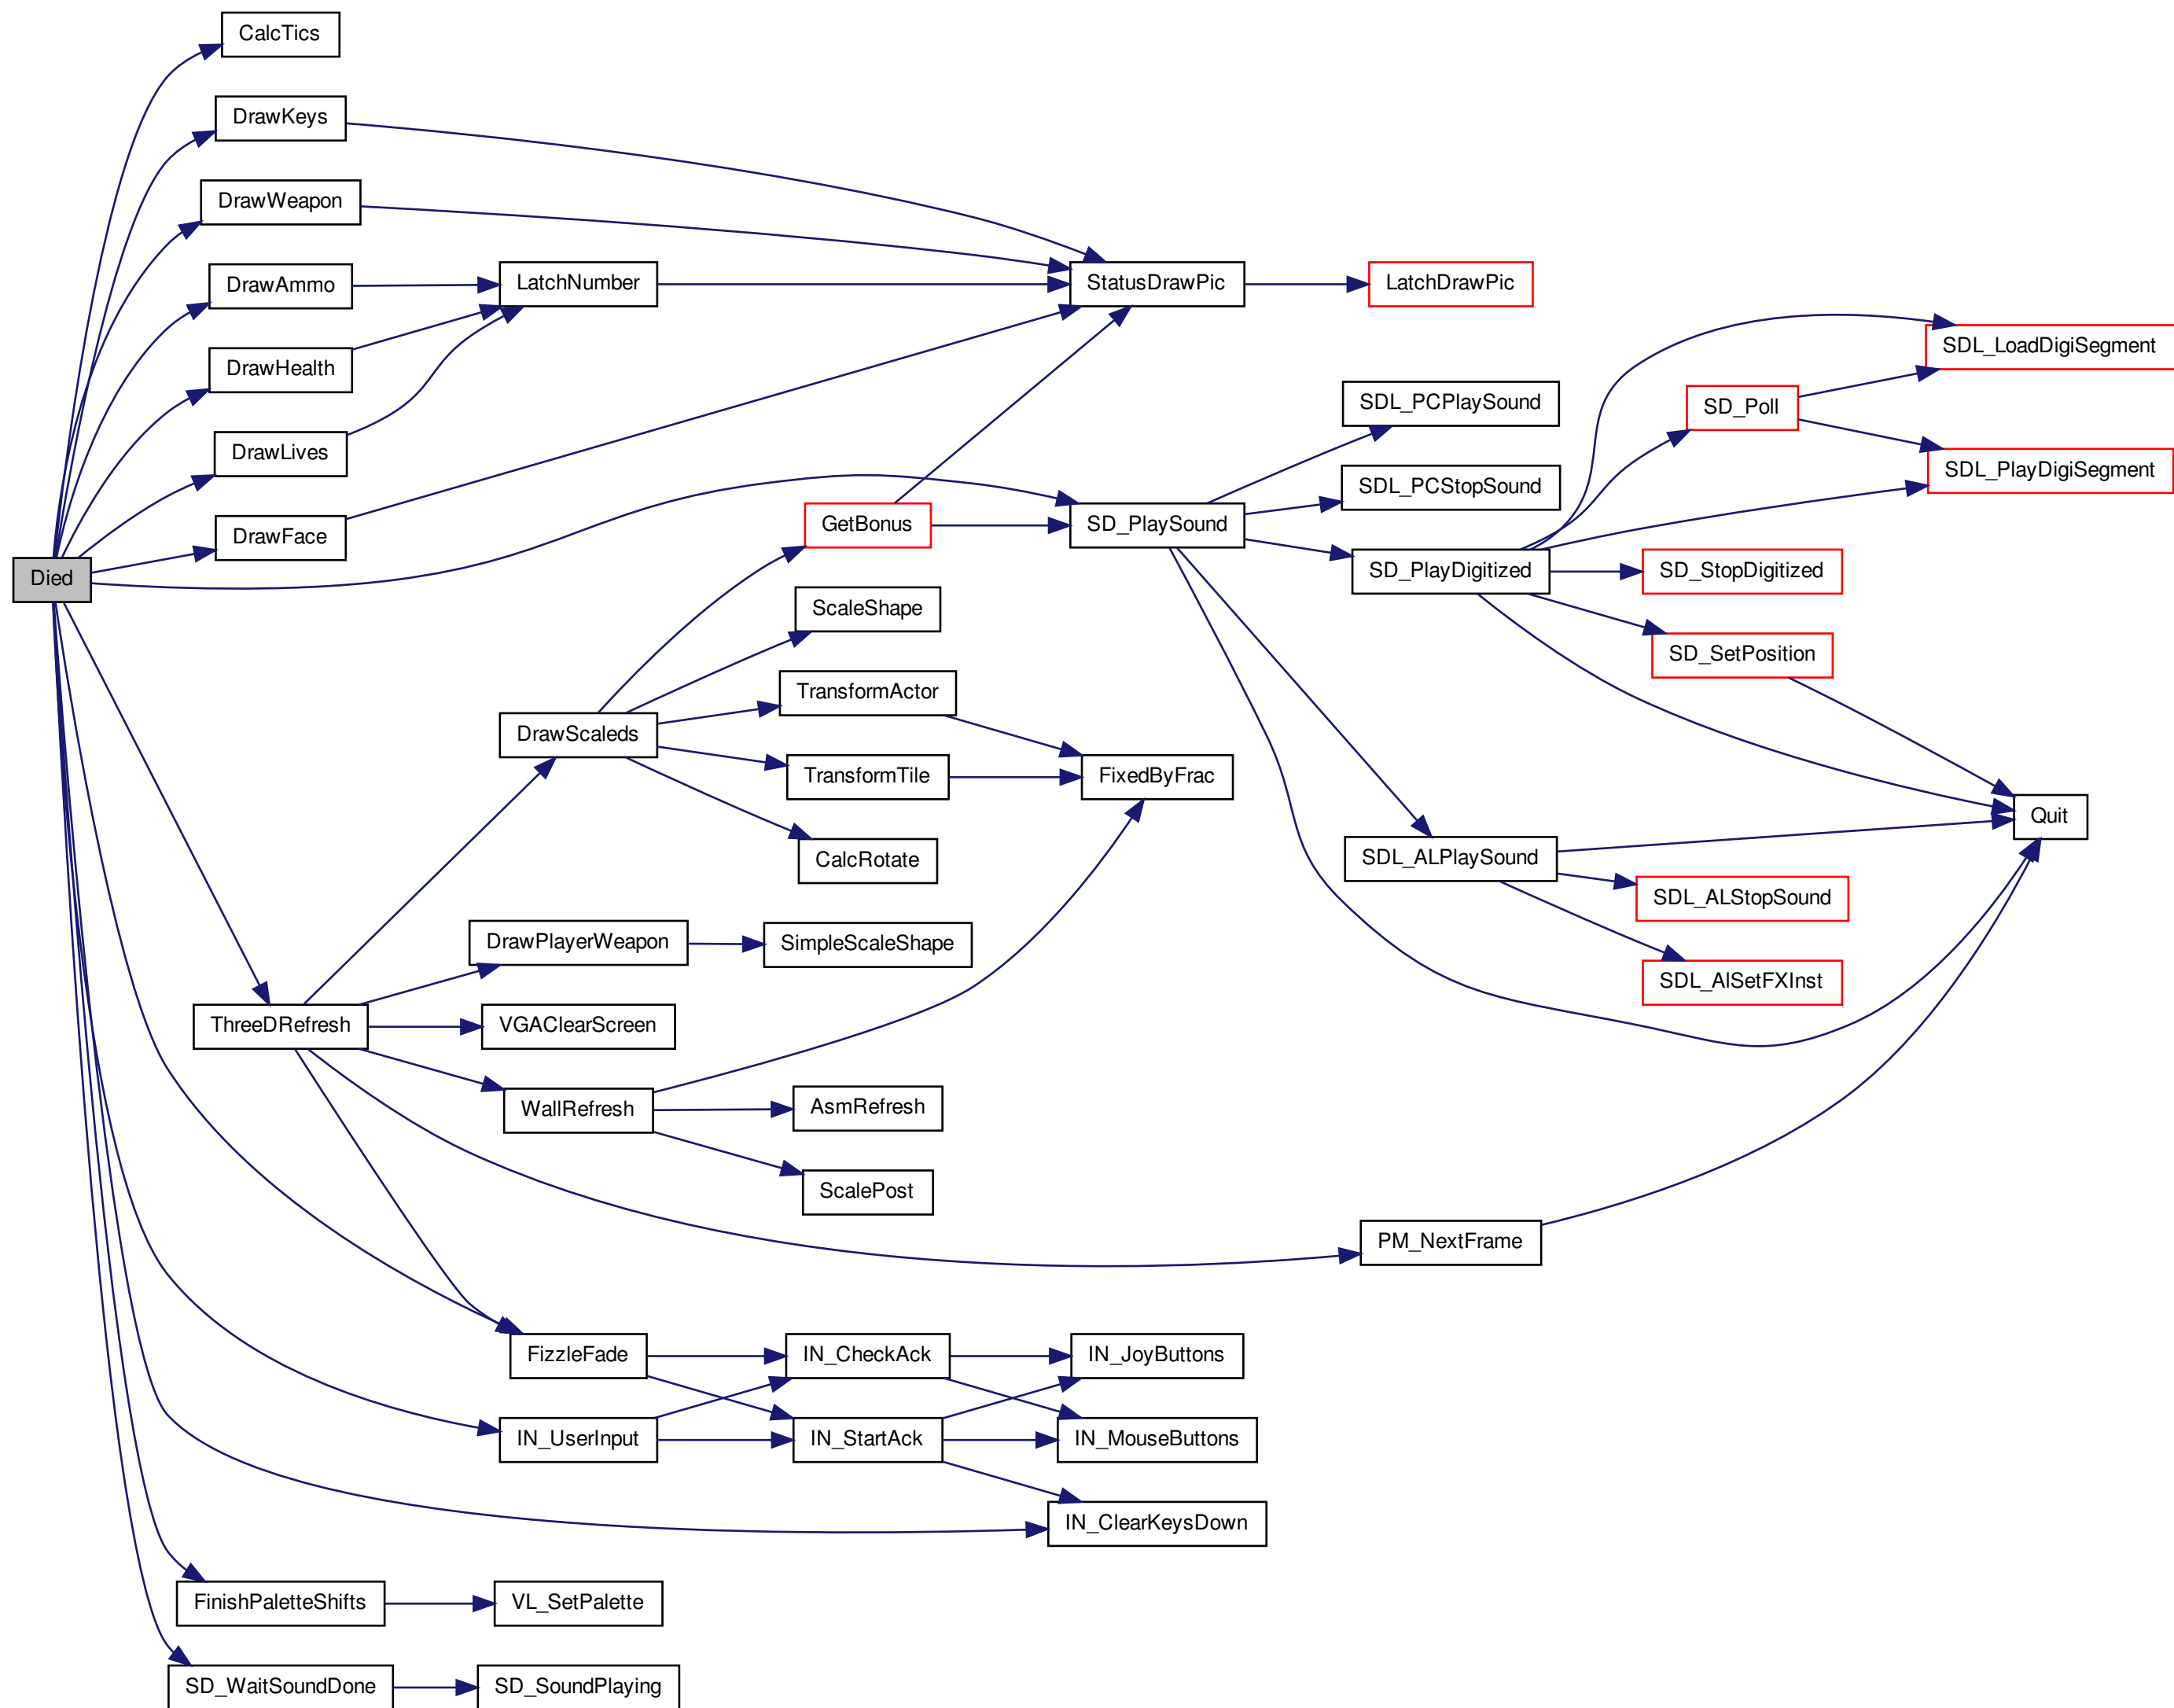 CalcTics
DrawKeys
DrawWeapon
DrawAmmo
LatchNumber
StatusDrawPic
LatchDrawPic
SDL_LoadDigiSegment
DrawHealth
SDL_PCPlaySound
SD_Poll
DrawLives
SDL_PlayDigiSegment
SDL_PCStopSound
DrawFace
GetBonus
SD_PlaySound
Died
SD_PlayDigitized
SD_StopDigitized
ScaleShape
SD_SetPosition
TransformActor
DrawScaleds
TransformTile
FixedByFrac
Quit
CalcRotate
SDL_ALPlaySound
SDL_ALStopSound
DrawPlayerWeapon
SimpleScaleShape
SDL_AlSetFXInst
ThreeDRefresh
VGAClearScreen
WallRefresh
AsmRefresh
ScalePost
PM_NextFrame
FizzleFade
IN_CheckAck
IN_JoyButtons
IN_UserInput
IN_StartAck
IN_MouseButtons
IN_ClearKeysDown
FinishPaletteShifts
VL_SetPalette
SD_WaitSoundDone
SD_SoundPlaying